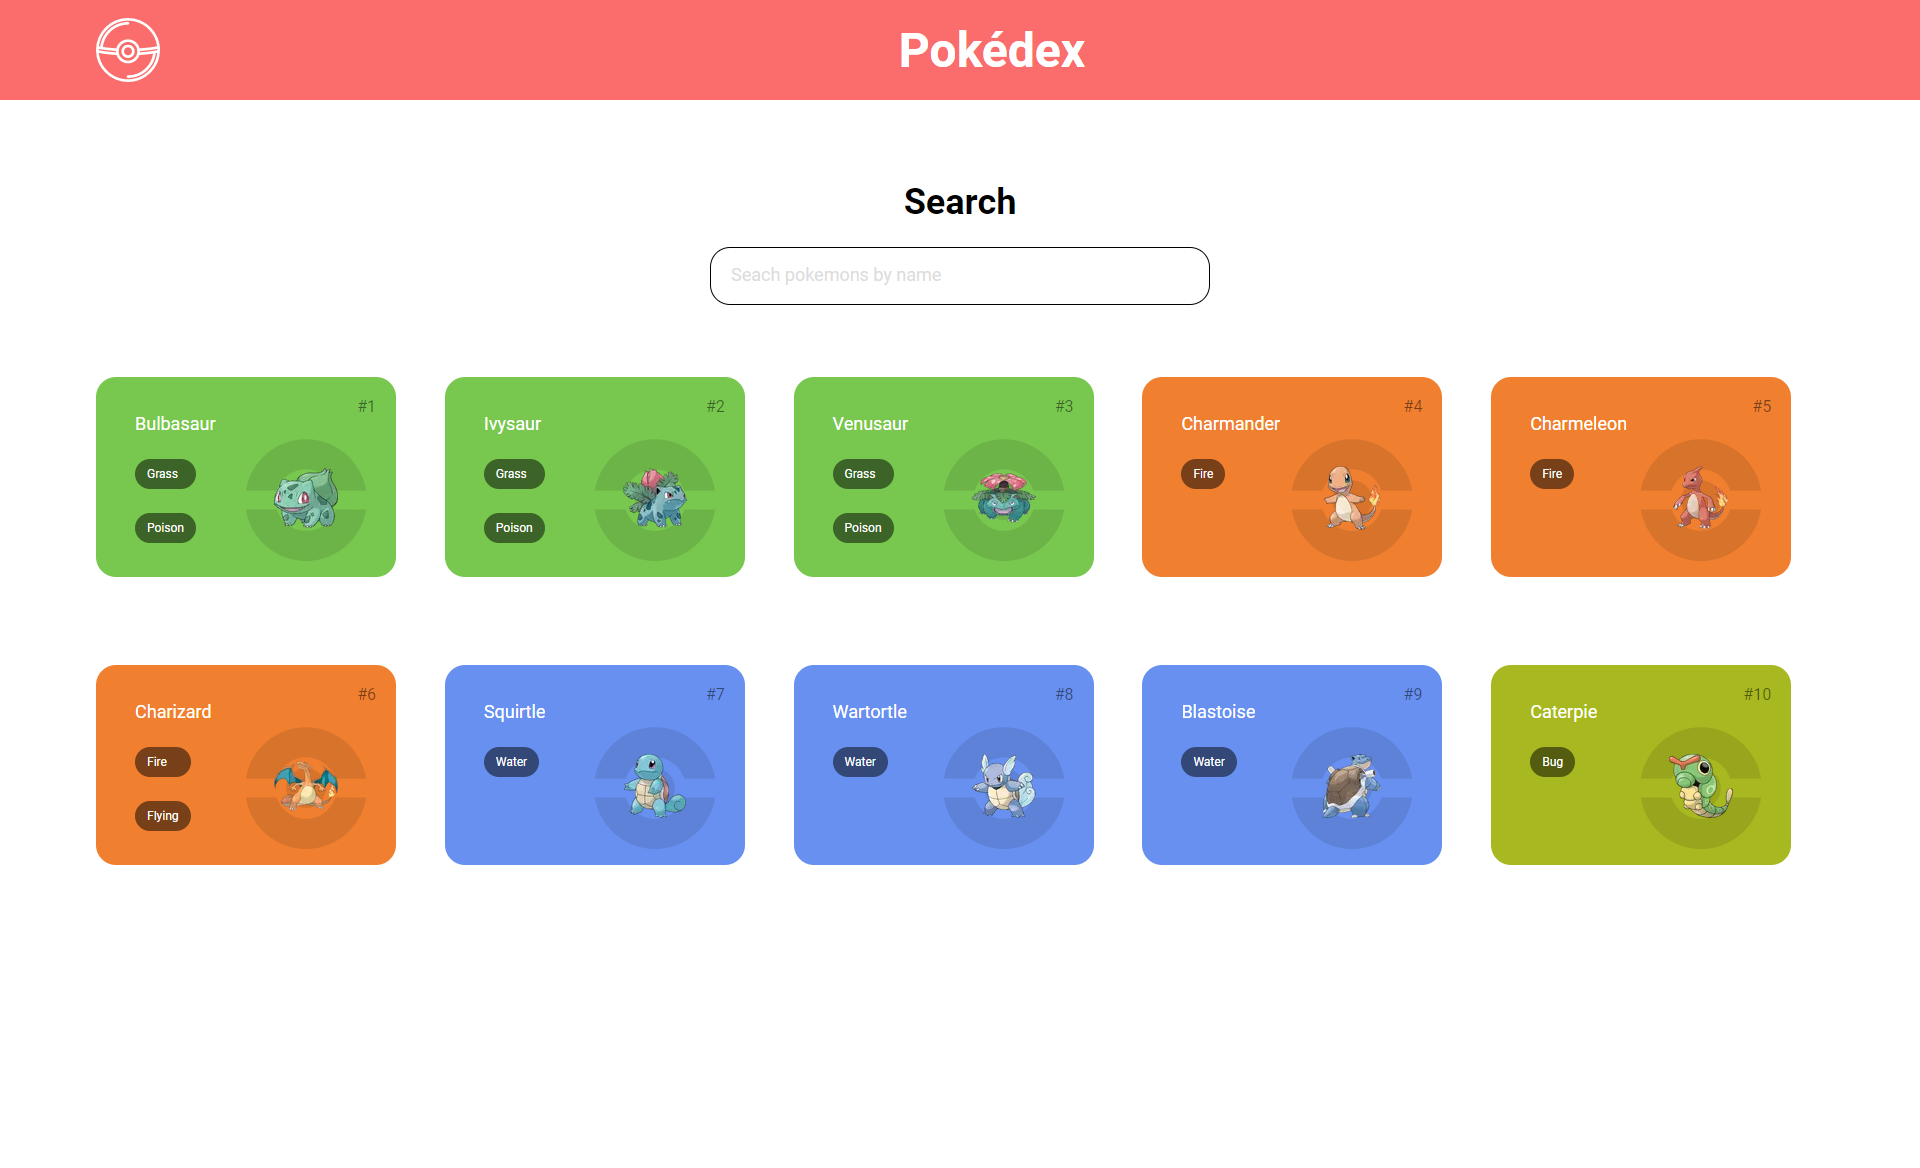 Pokédex
Search
Seach pokemons by name
#1
Bulbasaur
Grass
Poison
#2
Ivysaur
Grass
Poison
#3
Venusaur
Grass
Poison
#4
Charmander
Fire
#5
Charmeleon
Fire
#6
Charizard
Fire
Flying
#7
Squirtle
Water
#8
Wartortle
Water
#9
Blastoise
Water
#10
Caterpie
Bug